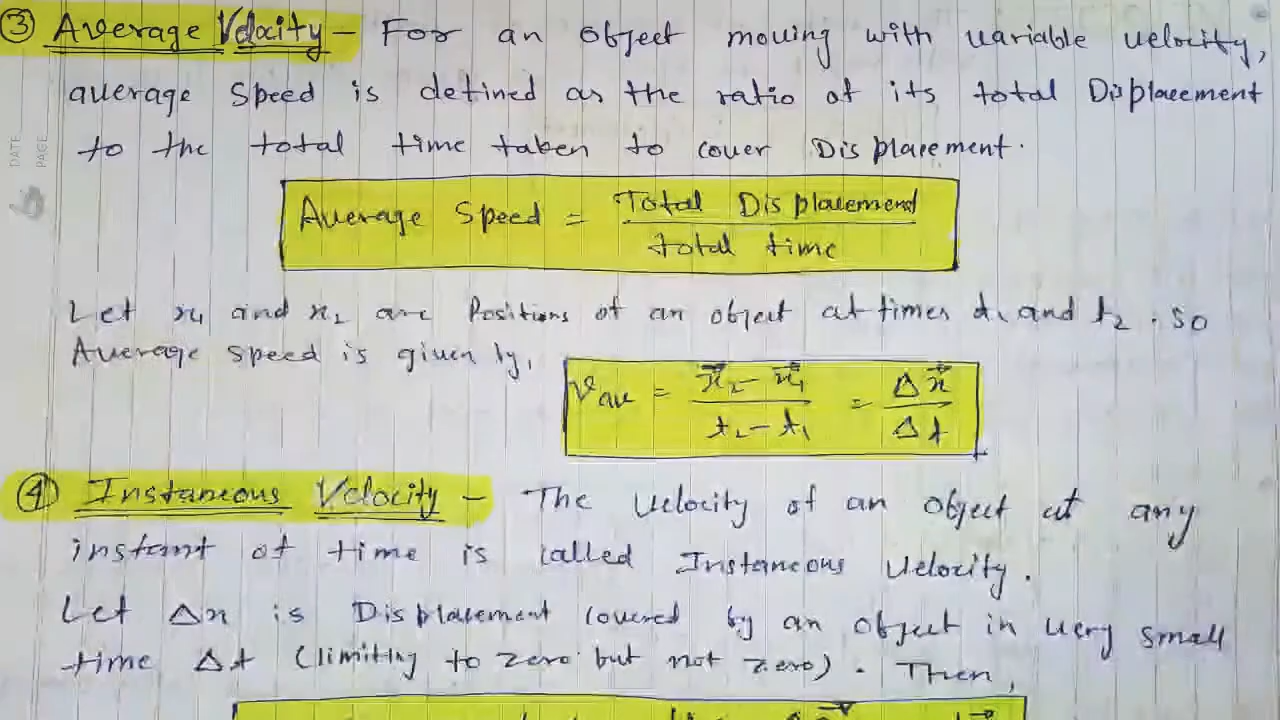 ③ Average Velocity - For an object moving with variable velocity,
average speed is defined as the ratio of its total Displacement
to the total time taken to cover Displacement.
DATE
PAGE
Average Speed = Total Displacement / total time
Let x₁ and x₂ are Positions of an object at times t₁ and t₂. So
Average speed is given by,
Vav = (x⃗₂ - x⃗₁) / (t₂ - t₁) = Δx⃗ / Δt
④ Instaneous Velocity - The velocity of an object at any
instant of time is called Instaneous Velocity.
Let Δx is Displacement covered by an object in very small
time Δt (limiting to zero but not zero). Then,